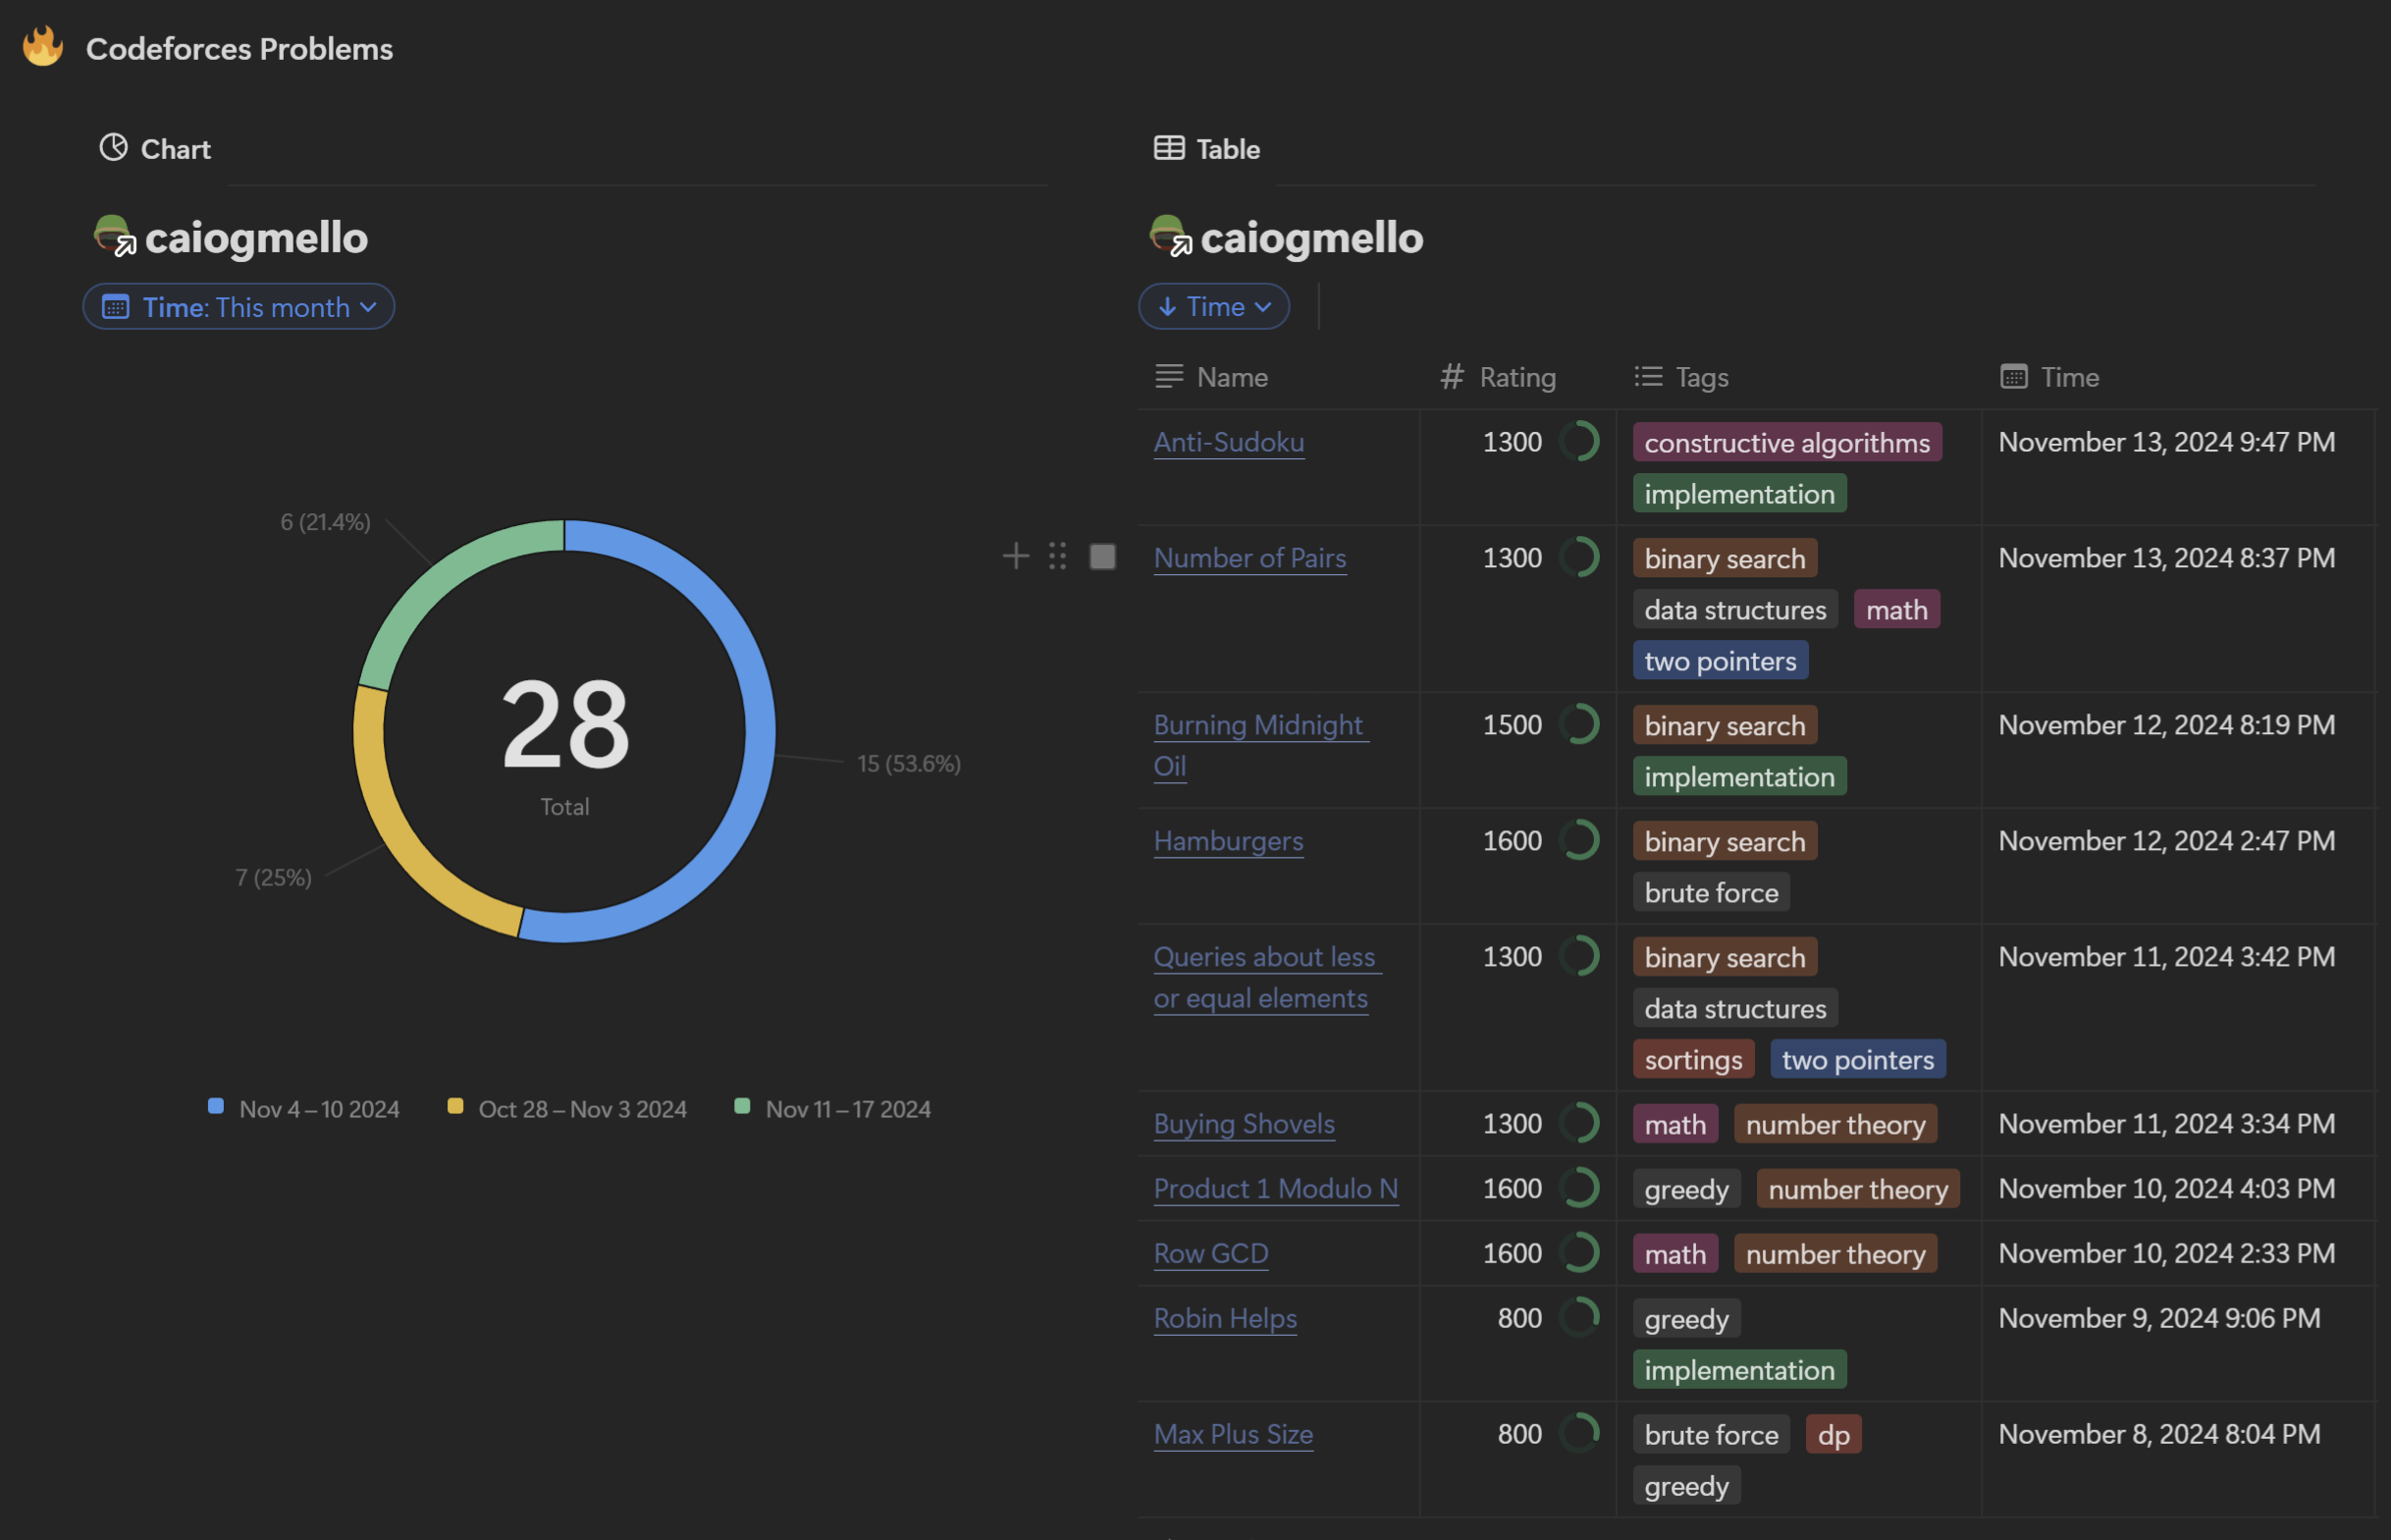 Codeforces Problems
Chart
caiogmello
Time: This month
6 (21.4%)
28
Total
15 (53.6%)
7 (25%)
Nov 4 – 10 2024
Oct 28 – Nov 3 2024
Nov 11 – 17 2024
Table
caiogmello
Time
Name Rating Tags Time
Anti-Sudoku 1300 constructive algorithms November 13, 2024 9:47 PM
implementation
Number of Pairs 1300 binary search November 13, 2024 8:37 PM
data structures math
two pointers
Burning Midnight 1500 binary search November 12, 2024 8:19 PM
Oil implementation
Hamburgers 1600 binary search November 12, 2024 2:47 PM
brute force
Queries about less 1300 binary search November 11, 2024 3:42 PM
or equal elements data structures
sortings two pointers
Buying Shovels 1300 math number theory November 11, 2024 3:34 PM
Product 1 Modulo N 1600 greedy number theory November 10, 2024 4:03 PM
Row GCD 1600 math number theory November 10, 2024 2:33 PM
Robin Helps 800 greedy November 9, 2024 9:06 PM
implementation
Max Plus Size 800 brute force dp November 8, 2024 8:04 PM
greedy